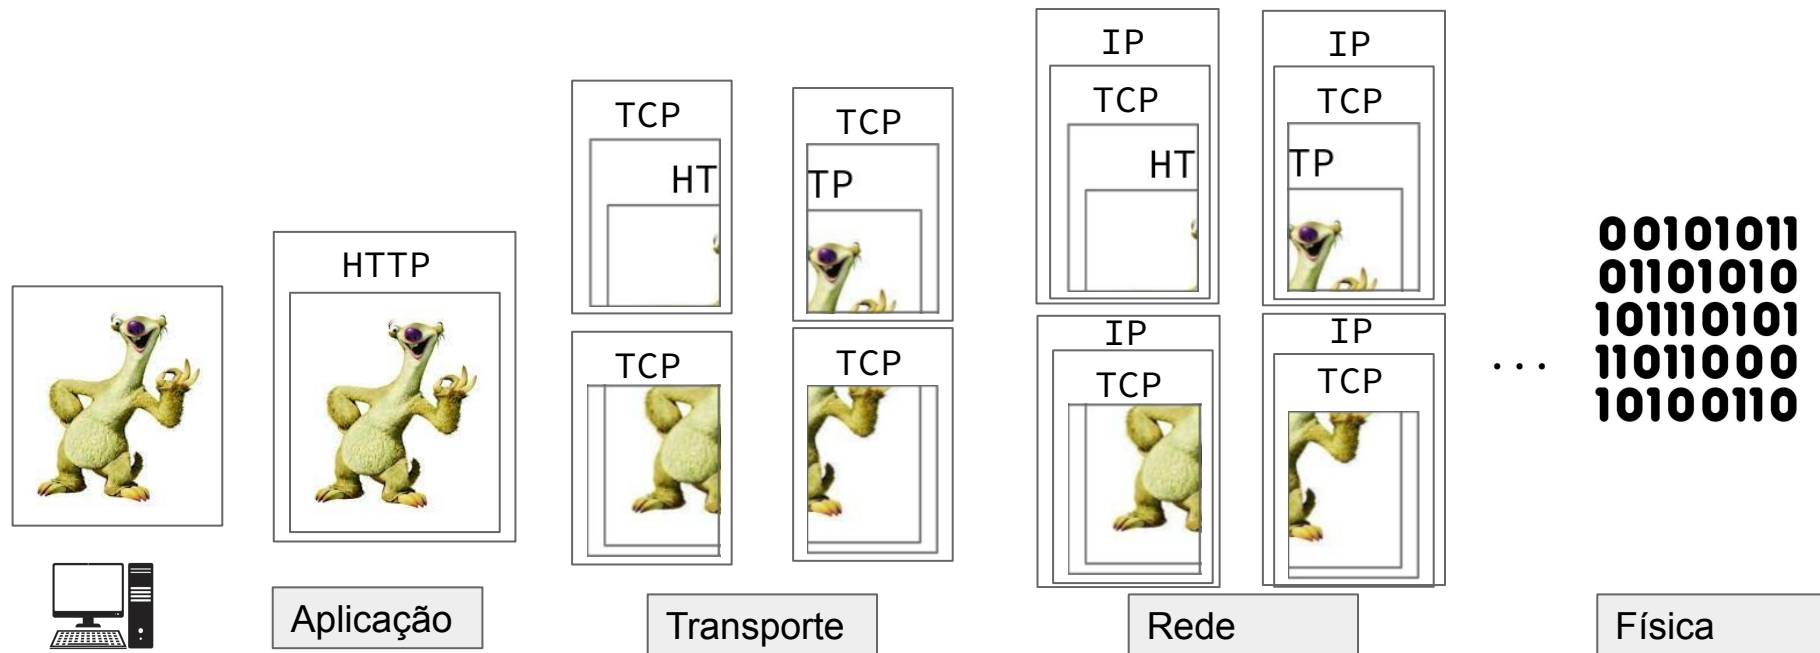 HTTP
Aplicação
TCP
HT
TCP
TP
TCP
TCP
Transporte
IP
TCP
HT
IP
TCP
TP
IP
TCP
IP
TCP
Rede
...
00101011
01101010
101110101
11011000
10100110
Física